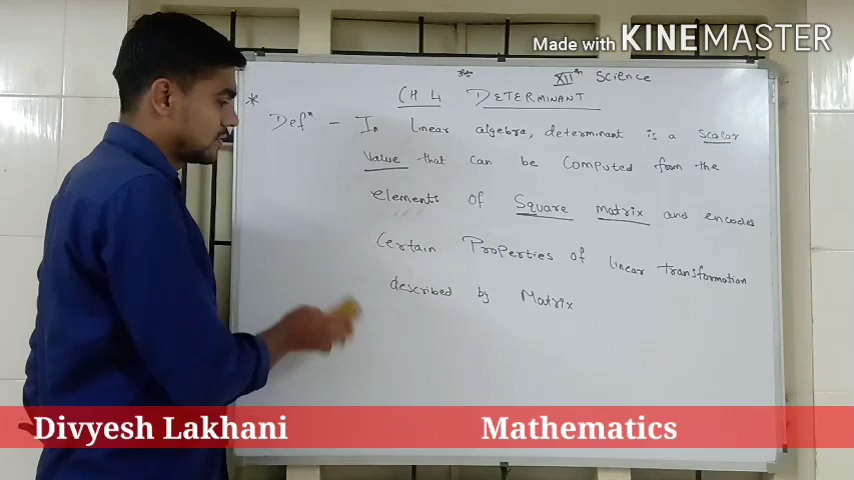 Made with KINEMASTER
XIIth Science
CH 4 DETERMINANT
* Defn - In linear algebra, determinant is a scalar
value that can be computed form the
elements of square matrix and encodes
certain Properties of linear transformation
described by Matrix
Divyesh Lakhani Mathematics